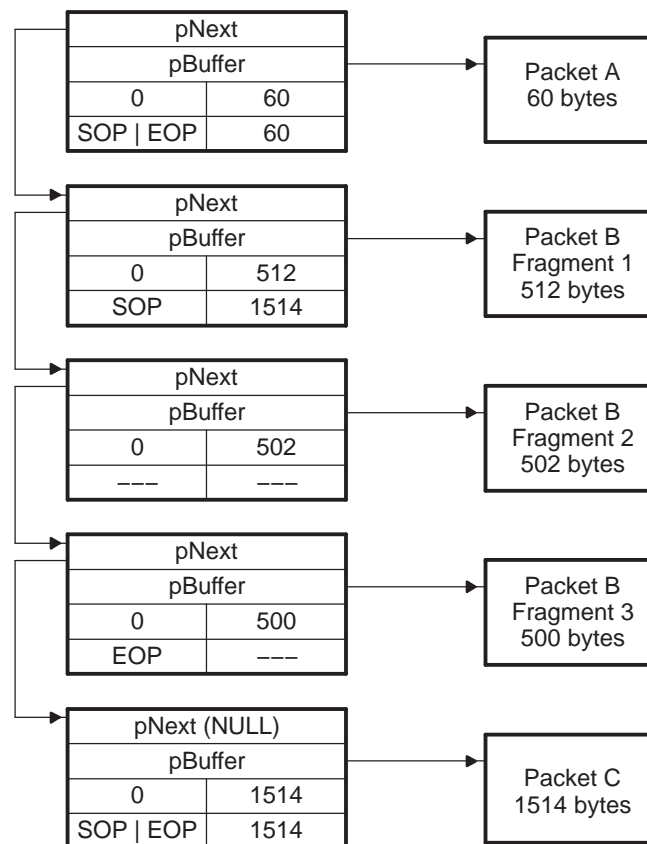 pNext
pBuffer
0 60
SOP | EOP 60
Packet A
60 bytes
pNext
pBuffer
0 512
SOP 1514
Packet B
Fragment 1
512 bytes
pNext
pBuffer
0 502
––– –––
Packet B
Fragment 2
502 bytes
pNext
pBuffer
0 500
EOP –––
Packet B
Fragment 3
500 bytes
pNext (NULL)
pBuffer
0 1514
SOP | EOP 1514
Packet C
1514 bytes